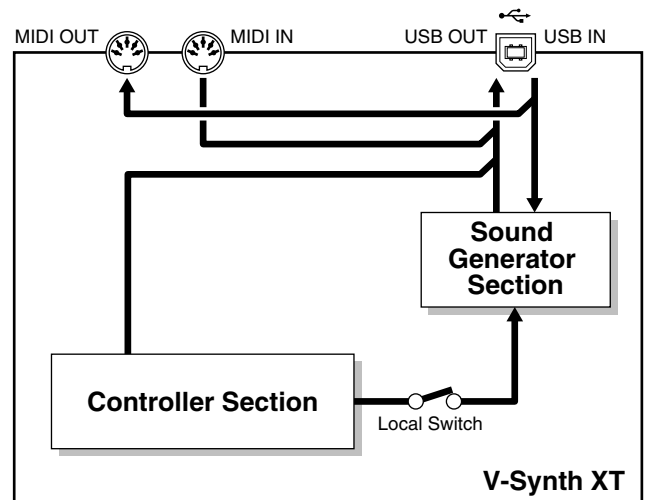 MIDI OUT
MIDI IN
USB OUT
USB IN
Sound
Generator
Section
Controller Section
Local Switch
V-Synth XT